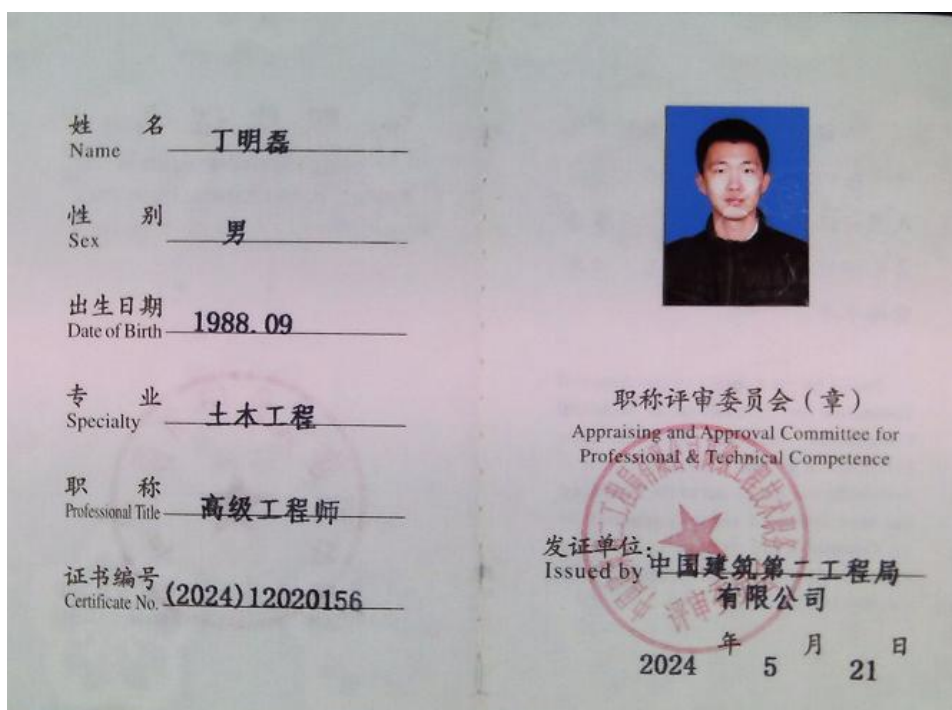 姓 名 丁明磊
Name
性 别 男
Sex
出生日期 1988.09
Date of Birth
专 业 土木工程
Specialty
职 称 高级工程师
Professional Title
证书编号 (2024)12020156
Certificate No.
职称评审委员会（章）
Appraising and Approval Committee for
Professional & Technical Competence
发证单位：
Issued by 中国建筑第二工程局
有限公司
2024 年 5 月 21 日